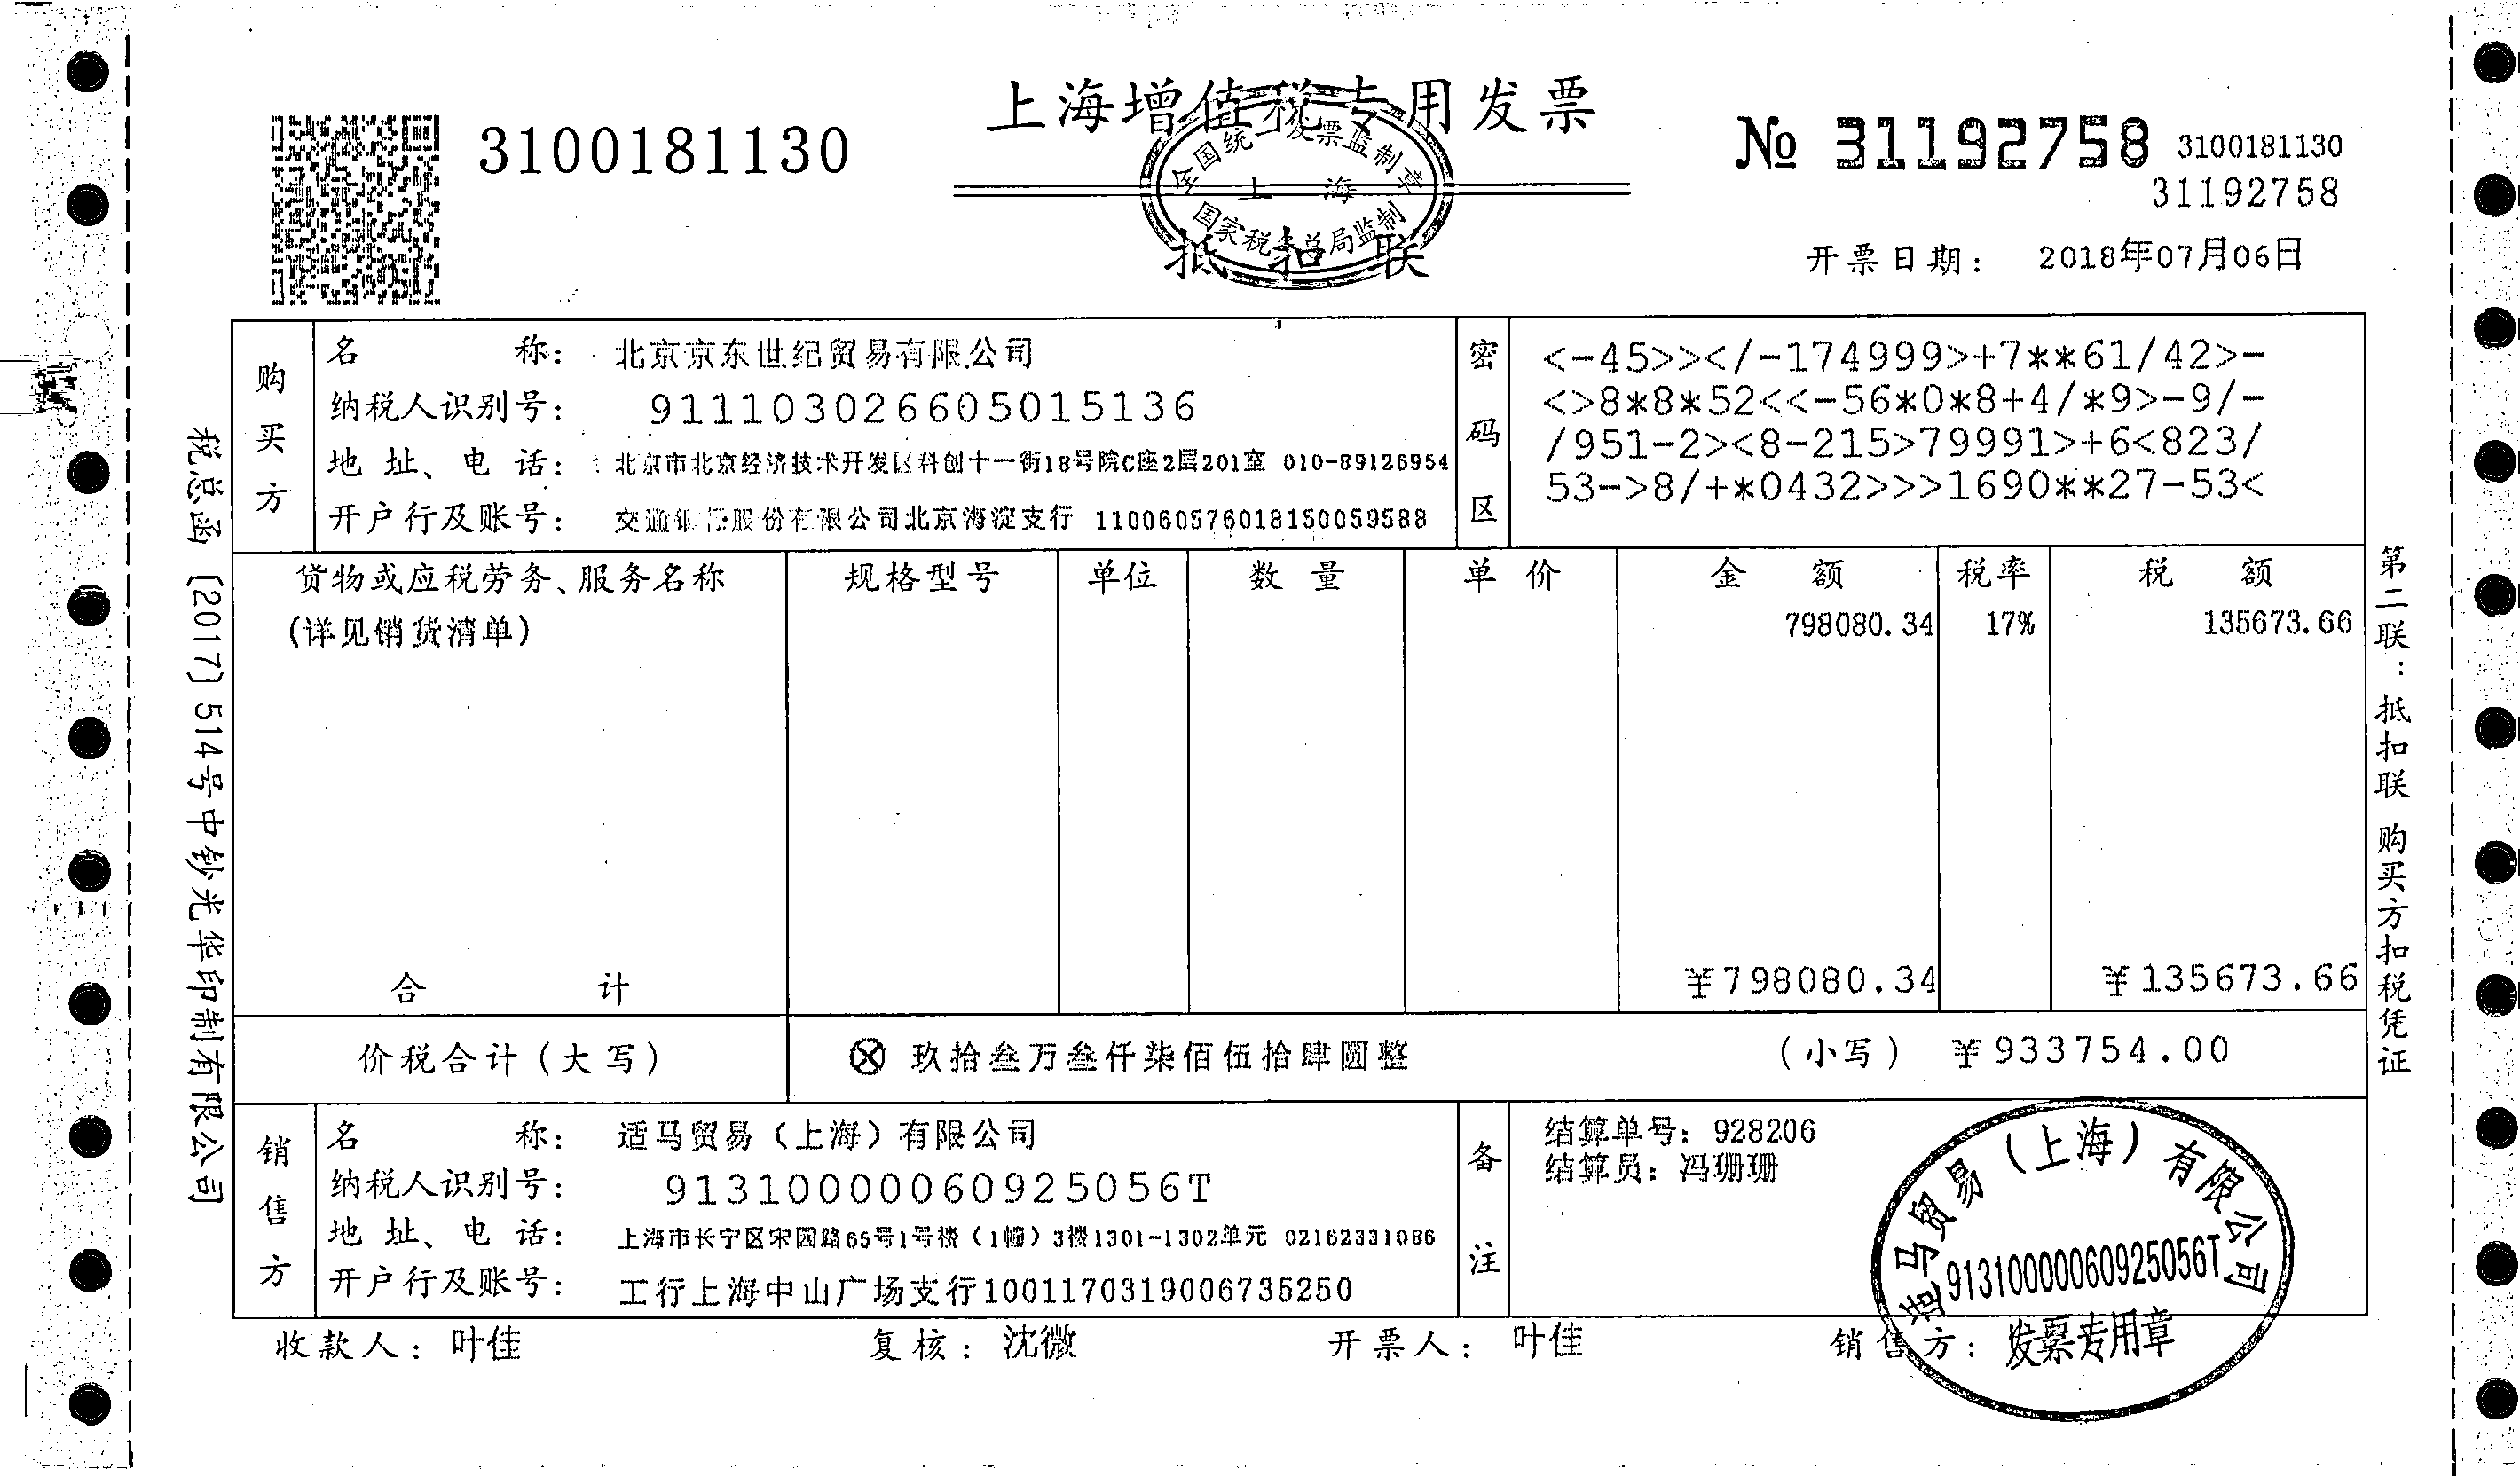 上海增值税专用发票
3100181130
№ 31192758
3100181130
31192758
全国统一发票监制章
上海
国家税务总局监制
抵扣联
开票日期: 2018年07月06日
购买方
名称: 北京京东世纪贸易有限公司
纳税人识别号: 911103026605015136
地址、电话: 北京市北京经济技术开发区科创十一街18号院C座2层201室 010-89126954
开户行及账号: 交通银行股份有限公司北京海淀支行 110060576018150059588
密码区
<-45>></-174999>+7**61/42>-
<>8*8*52<<-56*0*8+4/*9>-9/-
/951-2><8-215>79991>+6<823/
53->8/+*0432>>>1690**27-53<
货物或应税劳务、服务名称 规格型号 单位 数量 单价 金额 税率 税额
(详见销货清单) 798080.34 17% 135673.66
合计 ¥798080.34 ¥135673.66
价税合计(大写) ⊗ 玖拾叁万叁仟柒佰伍拾肆圆整 (小写) ¥933754.00
销售方
名称: 适马贸易(上海)有限公司
纳税人识别号: 91310000060925056T
地址、电话: 上海市长宁区宋园路65号1号楼(1幢)3楼1301-1302单元 02162331086
开户行及账号: 工行上海中山广场支行1001170319006735250
备注
结算单号: 928206
结算员: 冯珊珊
收款人: 叶佳 复核: 沈微 开票人: 叶佳 销售方:
适马贸易(上海)有限公司
91310000060925056T
发票专用章
税总函〔2017〕514号中钞光华印制有限公司
第二联:抵扣联 购买方扣税凭证